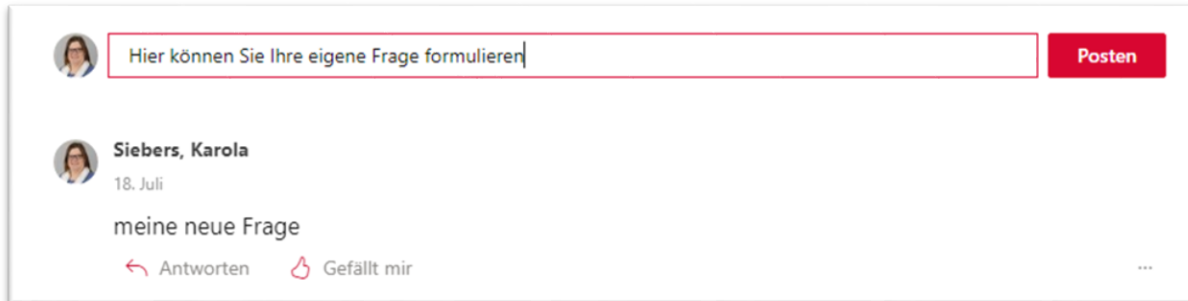 Hier können Sie Ihre eigene Frage formulieren
Posten
Siebers, Karola
18. Juli
meine neue Frage
Antworten Gefällt mir ...